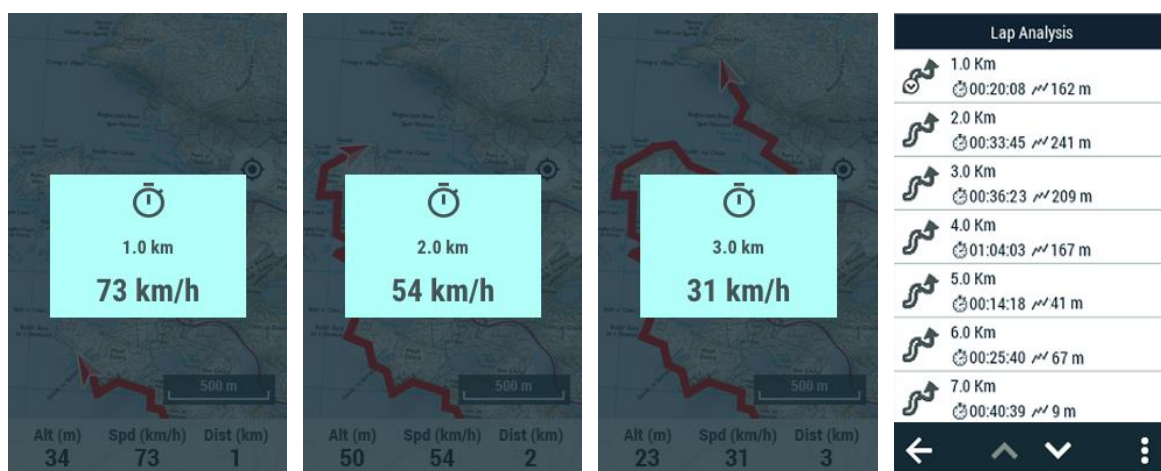 1.0 km
73 km/h
500 m
Alt (m) Spd (km/h) Dist (km)
34 73 1
2.0 km
54 km/h
500 m
Alt (m) Spd (km/h) Dist (km)
50 54 2
3.0 km
31 km/h
500 m
Alt (m) Spd (km/h) Dist (km)
23 31 3
Lap Analysis
1.0 Km
00:20:08 162 m
2.0 Km
00:33:45 241 m
3.0 Km
00:36:23 209 m
4.0 Km
01:04:03 167 m
5.0 Km
00:14:18 41 m
6.0 Km
00:25:40 67 m
7.0 Km
00:40:39 9 m